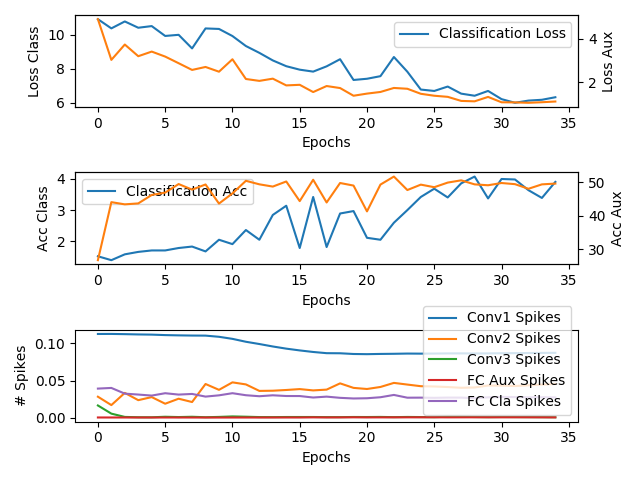 Classification Loss
10
8
6
4
2
Loss Class
Loss Aux
0 5 10 15 20 25 30 35
Epochs
Classification Acc
4
3
2
50
40
30
Acc Class
Acc Aux
0 5 10 15 20 25 30 35
Epochs
Conv1 Spikes
Conv2 Spikes
Conv3 Spikes
FC Aux Spikes
FC Cla Spikes
0.10
0.05
0.00
# Spikes
0 5 10 15 20 25 30 35
Epochs